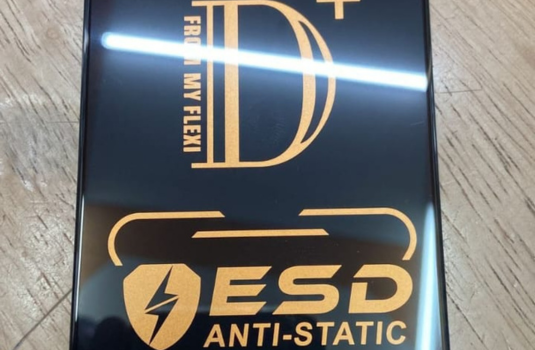 D+
FROM MY FLEXI
ESD
ANTI-STATIC